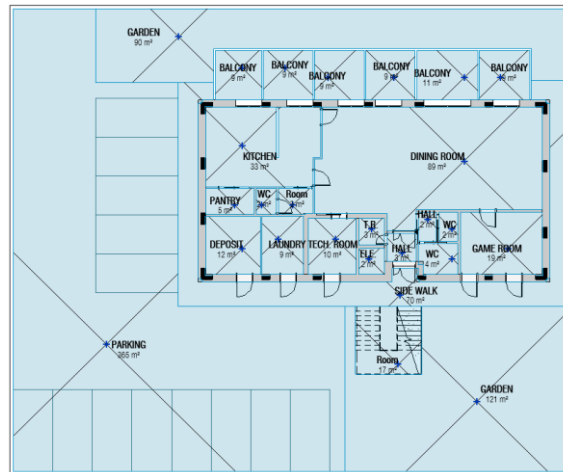 GARDEN
90 m²
BALCONY
9 m²
BALCONY
9 m²
BALCONY
9 m²
BALCONY
9 m²
BALCONY
11 m²
BALCONY
9 m²
KITCHEN
33 m²
DINING ROOM
89 m²
PANTRY
5 m²
WC
Room
T.R
3 m²
HALL
2 m²
WC
2 m²
DEPOSIT
12 m²
LAUNDRY
9 m²
TECH. ROOM
10 m²
ELE
2 m²
HALL
3 m²
WC
4 m²
GAME ROOM
19 m²
SIDE WALK
70 m²
PARKING
365 m²
Room
17 m²
GARDEN
121 m²